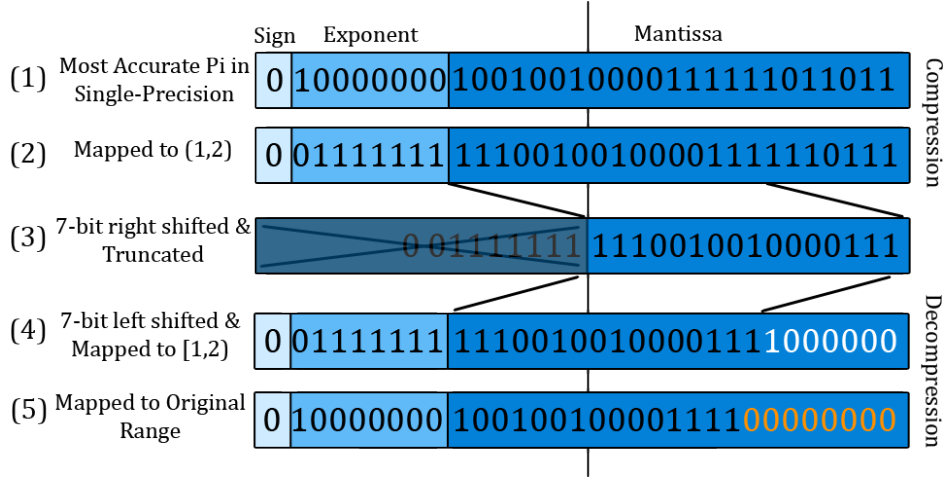 Sign Exponent Mantissa
(1) Most Accurate Pi in
Single-Precision
0 10000000 10010010000111111011011
(2) Mapped to (1,2)
0 01111111 11100100100001111110111
(3) 7-bit right shifted &
Truncated
0 01111111 1110010010000111
(4) 7-bit left shifted &
Mapped to [1,2)
0 01111111 11100100100001111000000
(5) Mapped to Original
Range
0 10000000 10010010000111100000000
Compression
Decompression